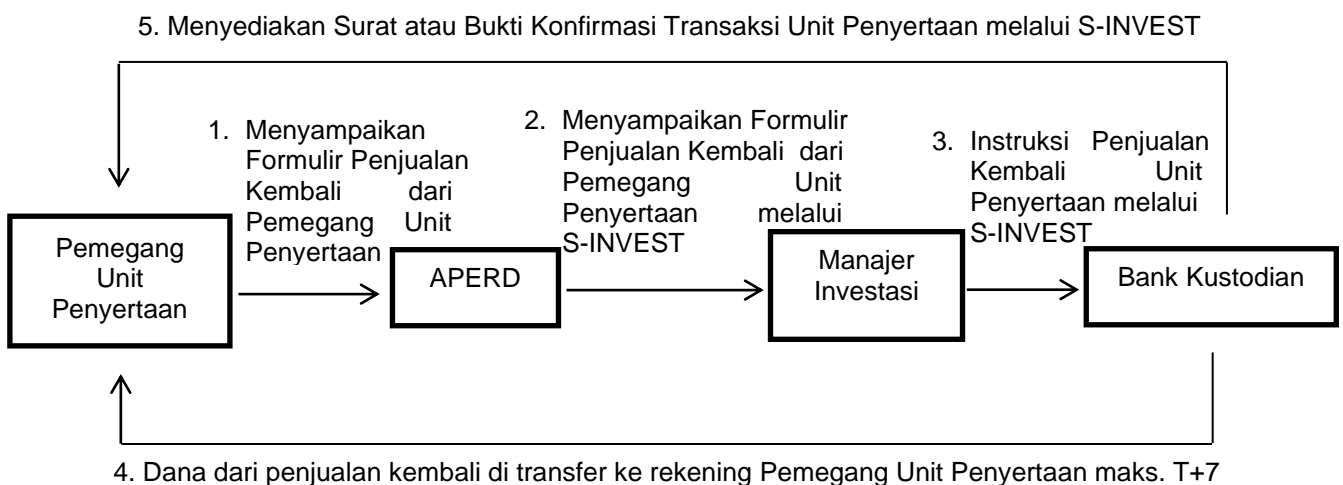 5. Menyediakan Surat atau Bukti Konfirmasi Transaksi Unit Penyertaan melalui S-INVEST
1. Menyampaikan
Formulir Penjualan
Kembali dari
Pemegang Unit
Penyertaan
2. Menyampaikan Formulir
Penjualan Kembali dari
Pemegang Unit
Penyertaan melalui
S-INVEST
3. Instruksi Penjualan
Kembali Unit
Penyertaan melalui
S-INVEST
Pemegang
Unit
Penyertaan
APERD
Manajer
Investasi
Bank Kustodian
4. Dana dari penjualan kembali di transfer ke rekening Pemegang Unit Penyertaan maks. T+7